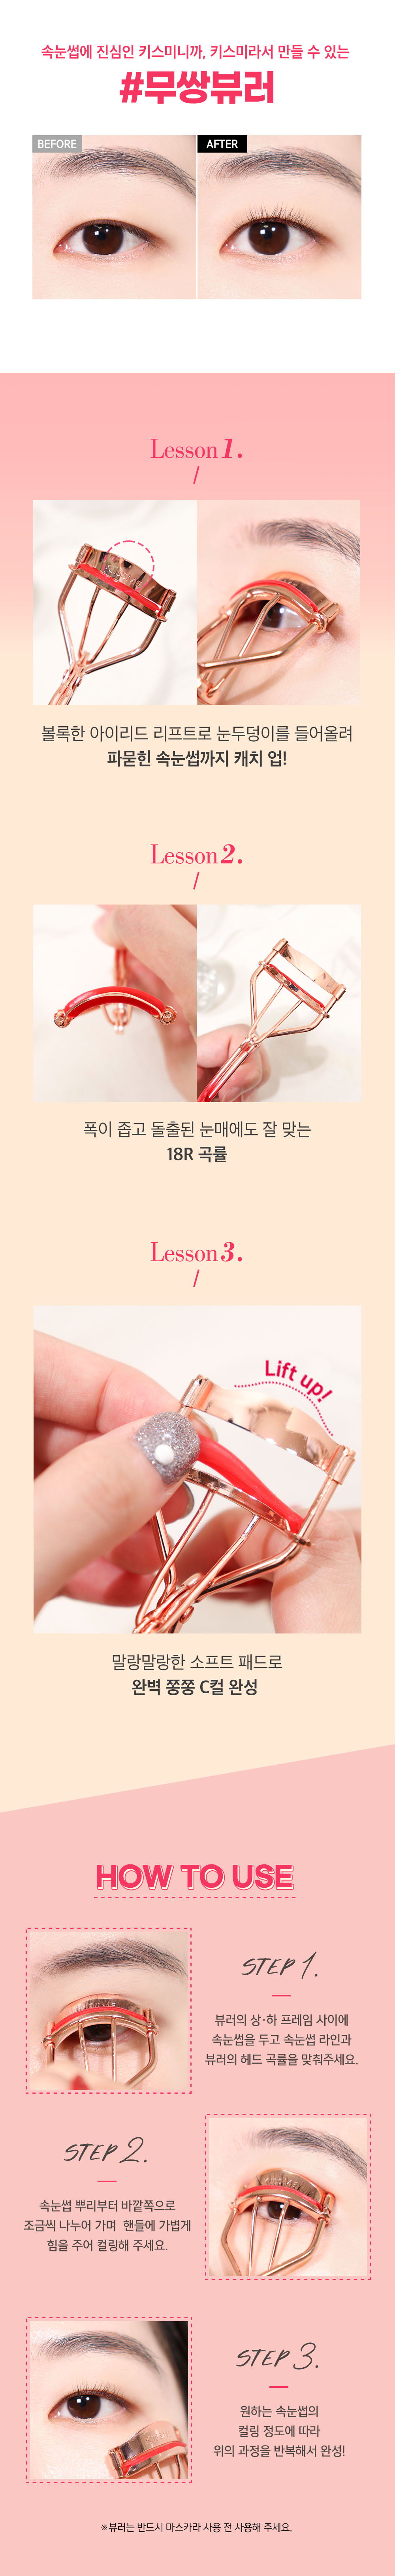 속눈썹에 진심인 키스미니까, 키스미라서 만들 수 있는
#무쌍뷰러
BEFORE
AFTER
Lesson 1.
볼록한 아이리드 리프트로 눈두덩이를 들어올려
파묻힌 속눈썹까지 캐치 업!
Lesson 2.
폭이 좁고 돌출된 눈매에도 잘 맞는
18R 곡률
Lesson 3.
Lift up!
말랑말랑한 소프트 패드로
완벽 쫑쫑 C컬 완성
HOW TO USE
STEP 1.
뷰러의 상·하 프레임 사이에
속눈썹을 두고 속눈썹 라인과
뷰러의 헤드 곡률을 맞춰주세요.
STEP 2.
속눈썹 뿌리부터 바깥쪽으로
조금씩 나누어 가며 핸들에 가볍게
힘을 주어 컬링해 주세요.
STEP 3.
원하는 속눈썹의
컬링 정도에 따라
위의 과정을 반복해서 완성!
※뷰러는 반드시 마스카라 사용 전 사용해 주세요.